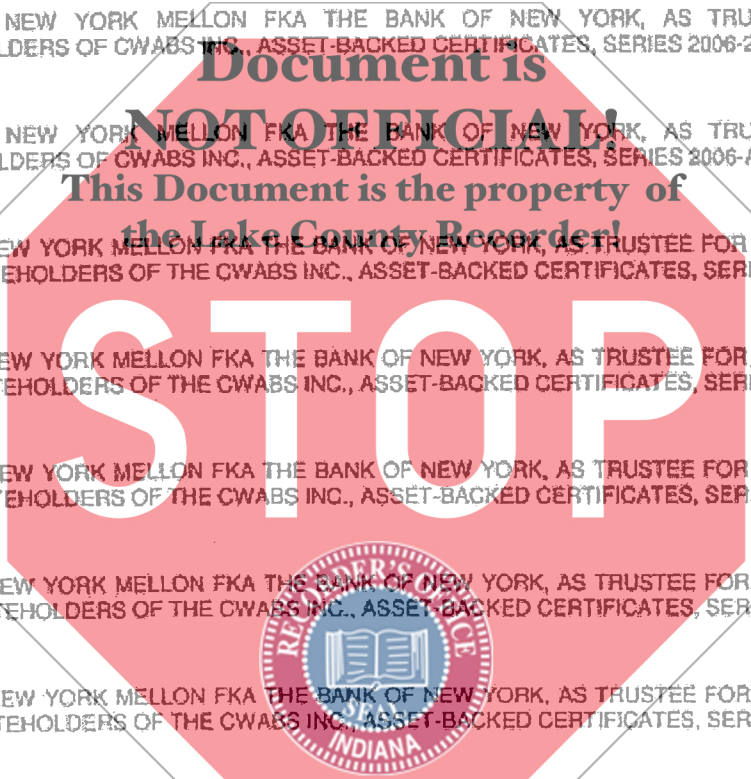 NEW YORK MELLON FKA THE BANK OF NEW YORK, AS TRU
LDERS OF CWABS INC., ASSET-BACKED CERTIFICATES, SERIES 2006-2
Document is
NOT OFFICIAL!
NEW YORK MELLON FKA THE BANK OF NEW YORK, AS TRU
LDERS OF CWABS INC., ASSET-BACKED CERTIFICATES, SERIES 2006-A
This Document is the property of
the Lake County Recorder!
EW YORK MELLON FKA THE BANK OF NEW YORK, AS TRUSTEE FOR
EHOLDERS OF THE CWABS INC., ASSET-BACKED CERTIFICATES, SERI
STOP
EW YORK MELLON FKA THE BANK OF NEW YORK, AS TRUSTEE FOR
EHOLDERS OF THE CWABS INC., ASSET-BACKED CERTIFICATES, SERI
EW YORK MELLON FKA THE BANK OF NEW YORK, AS TRUSTEE FOR
TEHOLDERS OF THE CWABS INC., ASSET-BACKED CERTIFICATES, SER
EW YORK MELLON FKA THE BANK OF NEW YORK, AS TRUSTEE FOR
TEHOLDERS OF THE CWABS INC., ASSET-BACKED CERTIFICATES, SER
RECORDER'S OFFICE
SEAL
INDIANA
EW YORK MELLON FKA THE BANK OF NEW YORK, AS TRUSTEE FOR
TEHOLDERS OF THE CWABS INC., ASSET-BACKED CERTIFICATES, SER